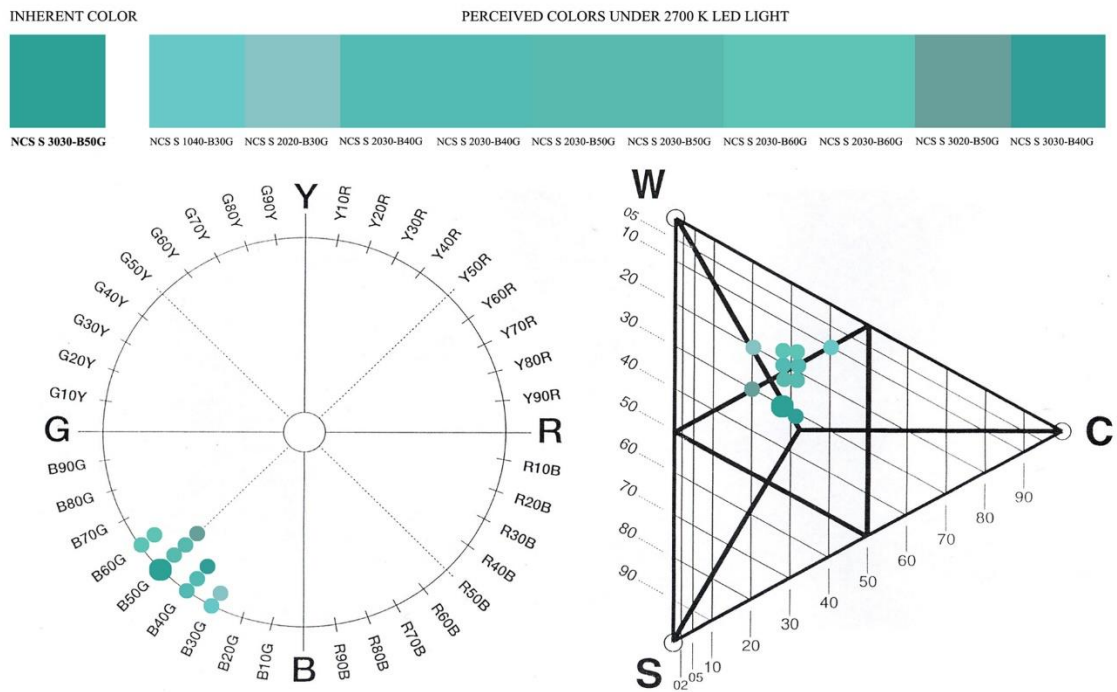 INHERENT COLOR
PERCEIVED COLORS UNDER 2700 K LED LIGHT
NCS S 3030-B50G
NCS S 1040-B30G
NCS S 2020-B30G
NCS S 2030-B40G
NCS S 2030-B40G
NCS S 2030-B50G
NCS S 2030-B50G
NCS S 2030-B60G
NCS S 2030-B60G
NCS S 3020-B50G
NCS S 3030-B40G
Y
Y10R
Y20R
Y30R
Y40R
Y50R
Y60R
Y70R
Y80R
Y90R
R
R10B
R20B
R30B
R40B
R50B
R60B
R70B
R80B
R90B
B
B10G
B20G
B30G
B40G
B50G
B60G
B70G
B80G
B90G
G
G10Y
G20Y
G30Y
G40Y
G50Y
G60Y
G70Y
G80Y
G90Y
W
05
10
20
30
40
50
60
70
80
90
S
02
05
10
20
30
40
50
60
70
80
90
C